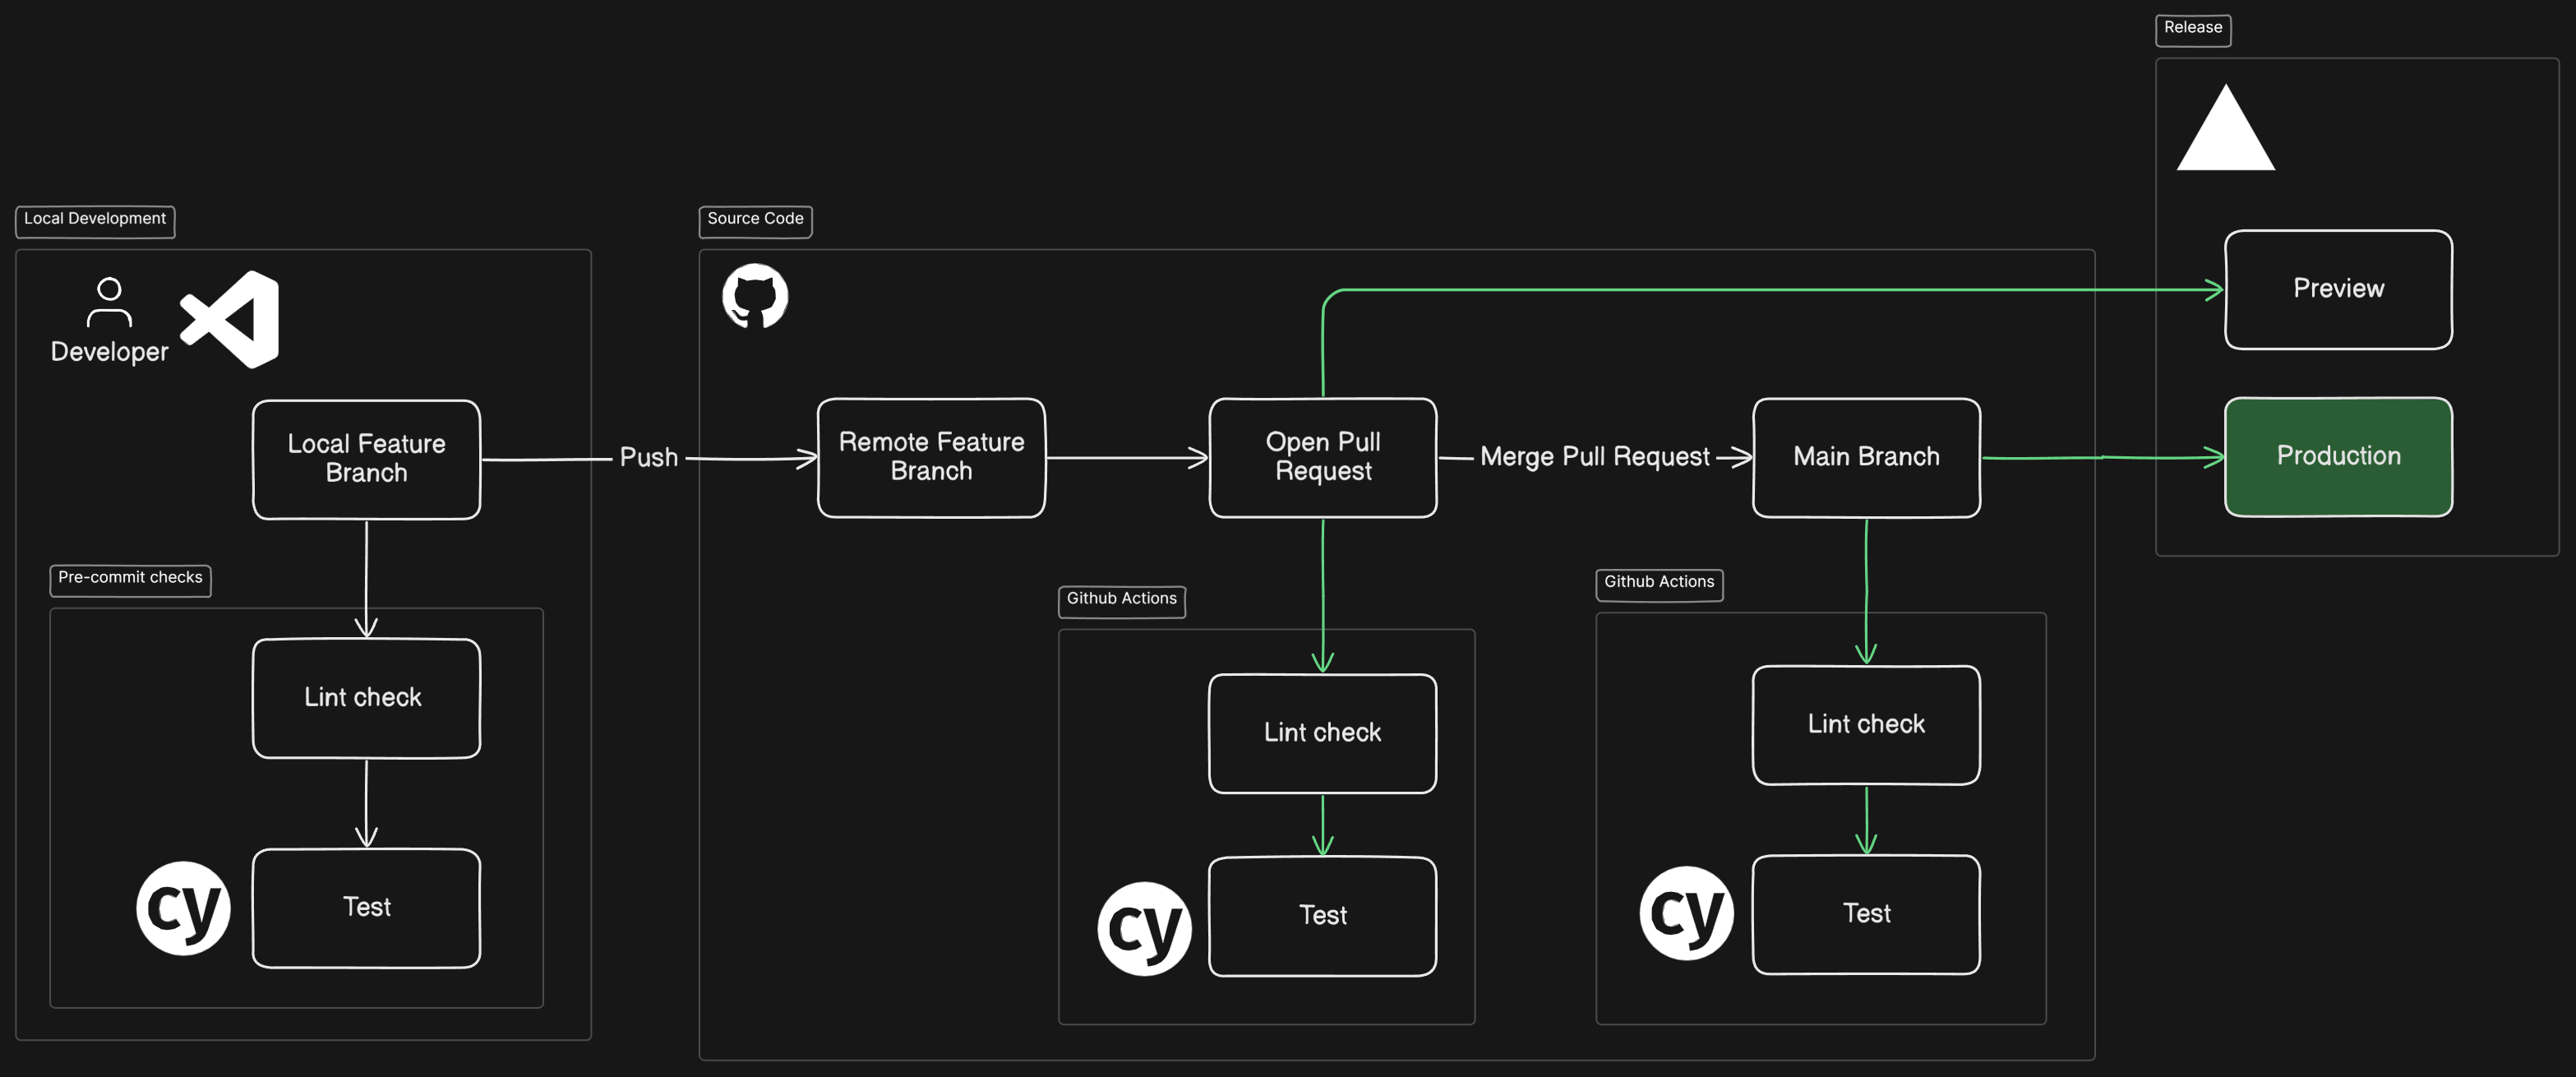 Release
Local Development
Source Code
Developer
Preview
Local Feature
Branch
Push
Remote Feature
Branch
Open Pull
Request
Merge Pull Request
Main Branch
Production
Pre-commit checks
Github Actions
Github Actions
Lint check
Lint check
Lint check
cy
Test
cy
Test
cy
Test